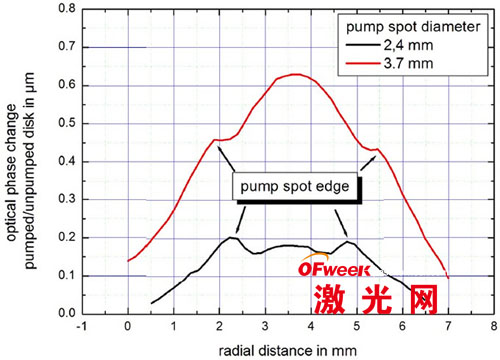 0.8
0.7
0.6
0.5
0.4
0.3
0.2
0.1
0.0
optical phase change
pumped/unpumped disk in µm
pump spot diameter
2,4 mm
3.7 mm
pump spot edge
OFweek
激光网
-1 0 1 2 3 4 5 6 7 8
radial distance in mm